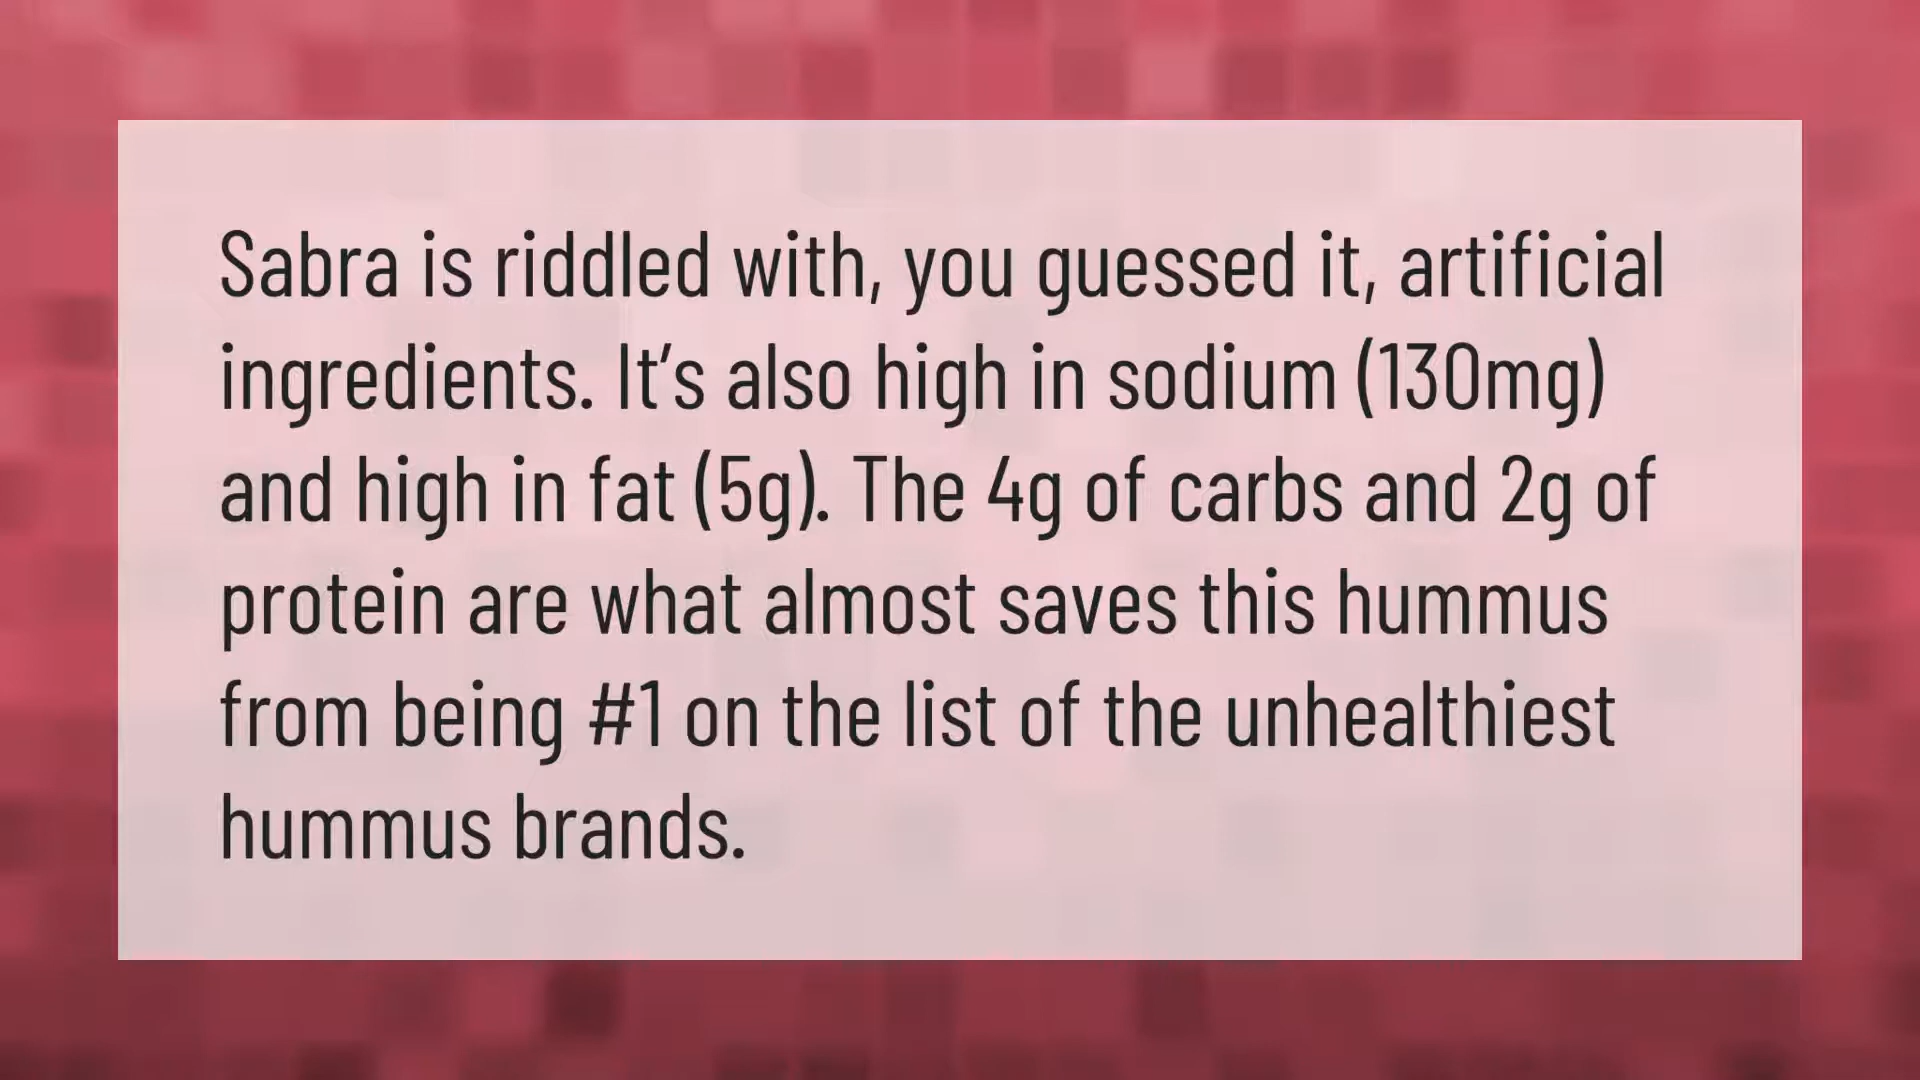 Sabra is riddled with, you guessed it, artificial
ingredients. It’s also high in sodium (130mg)
and high in fat (5g). The 4g of carbs and 2g of
protein are what almost saves this hummus
from being #1 on the list of the unhealthiest
hummus brands.